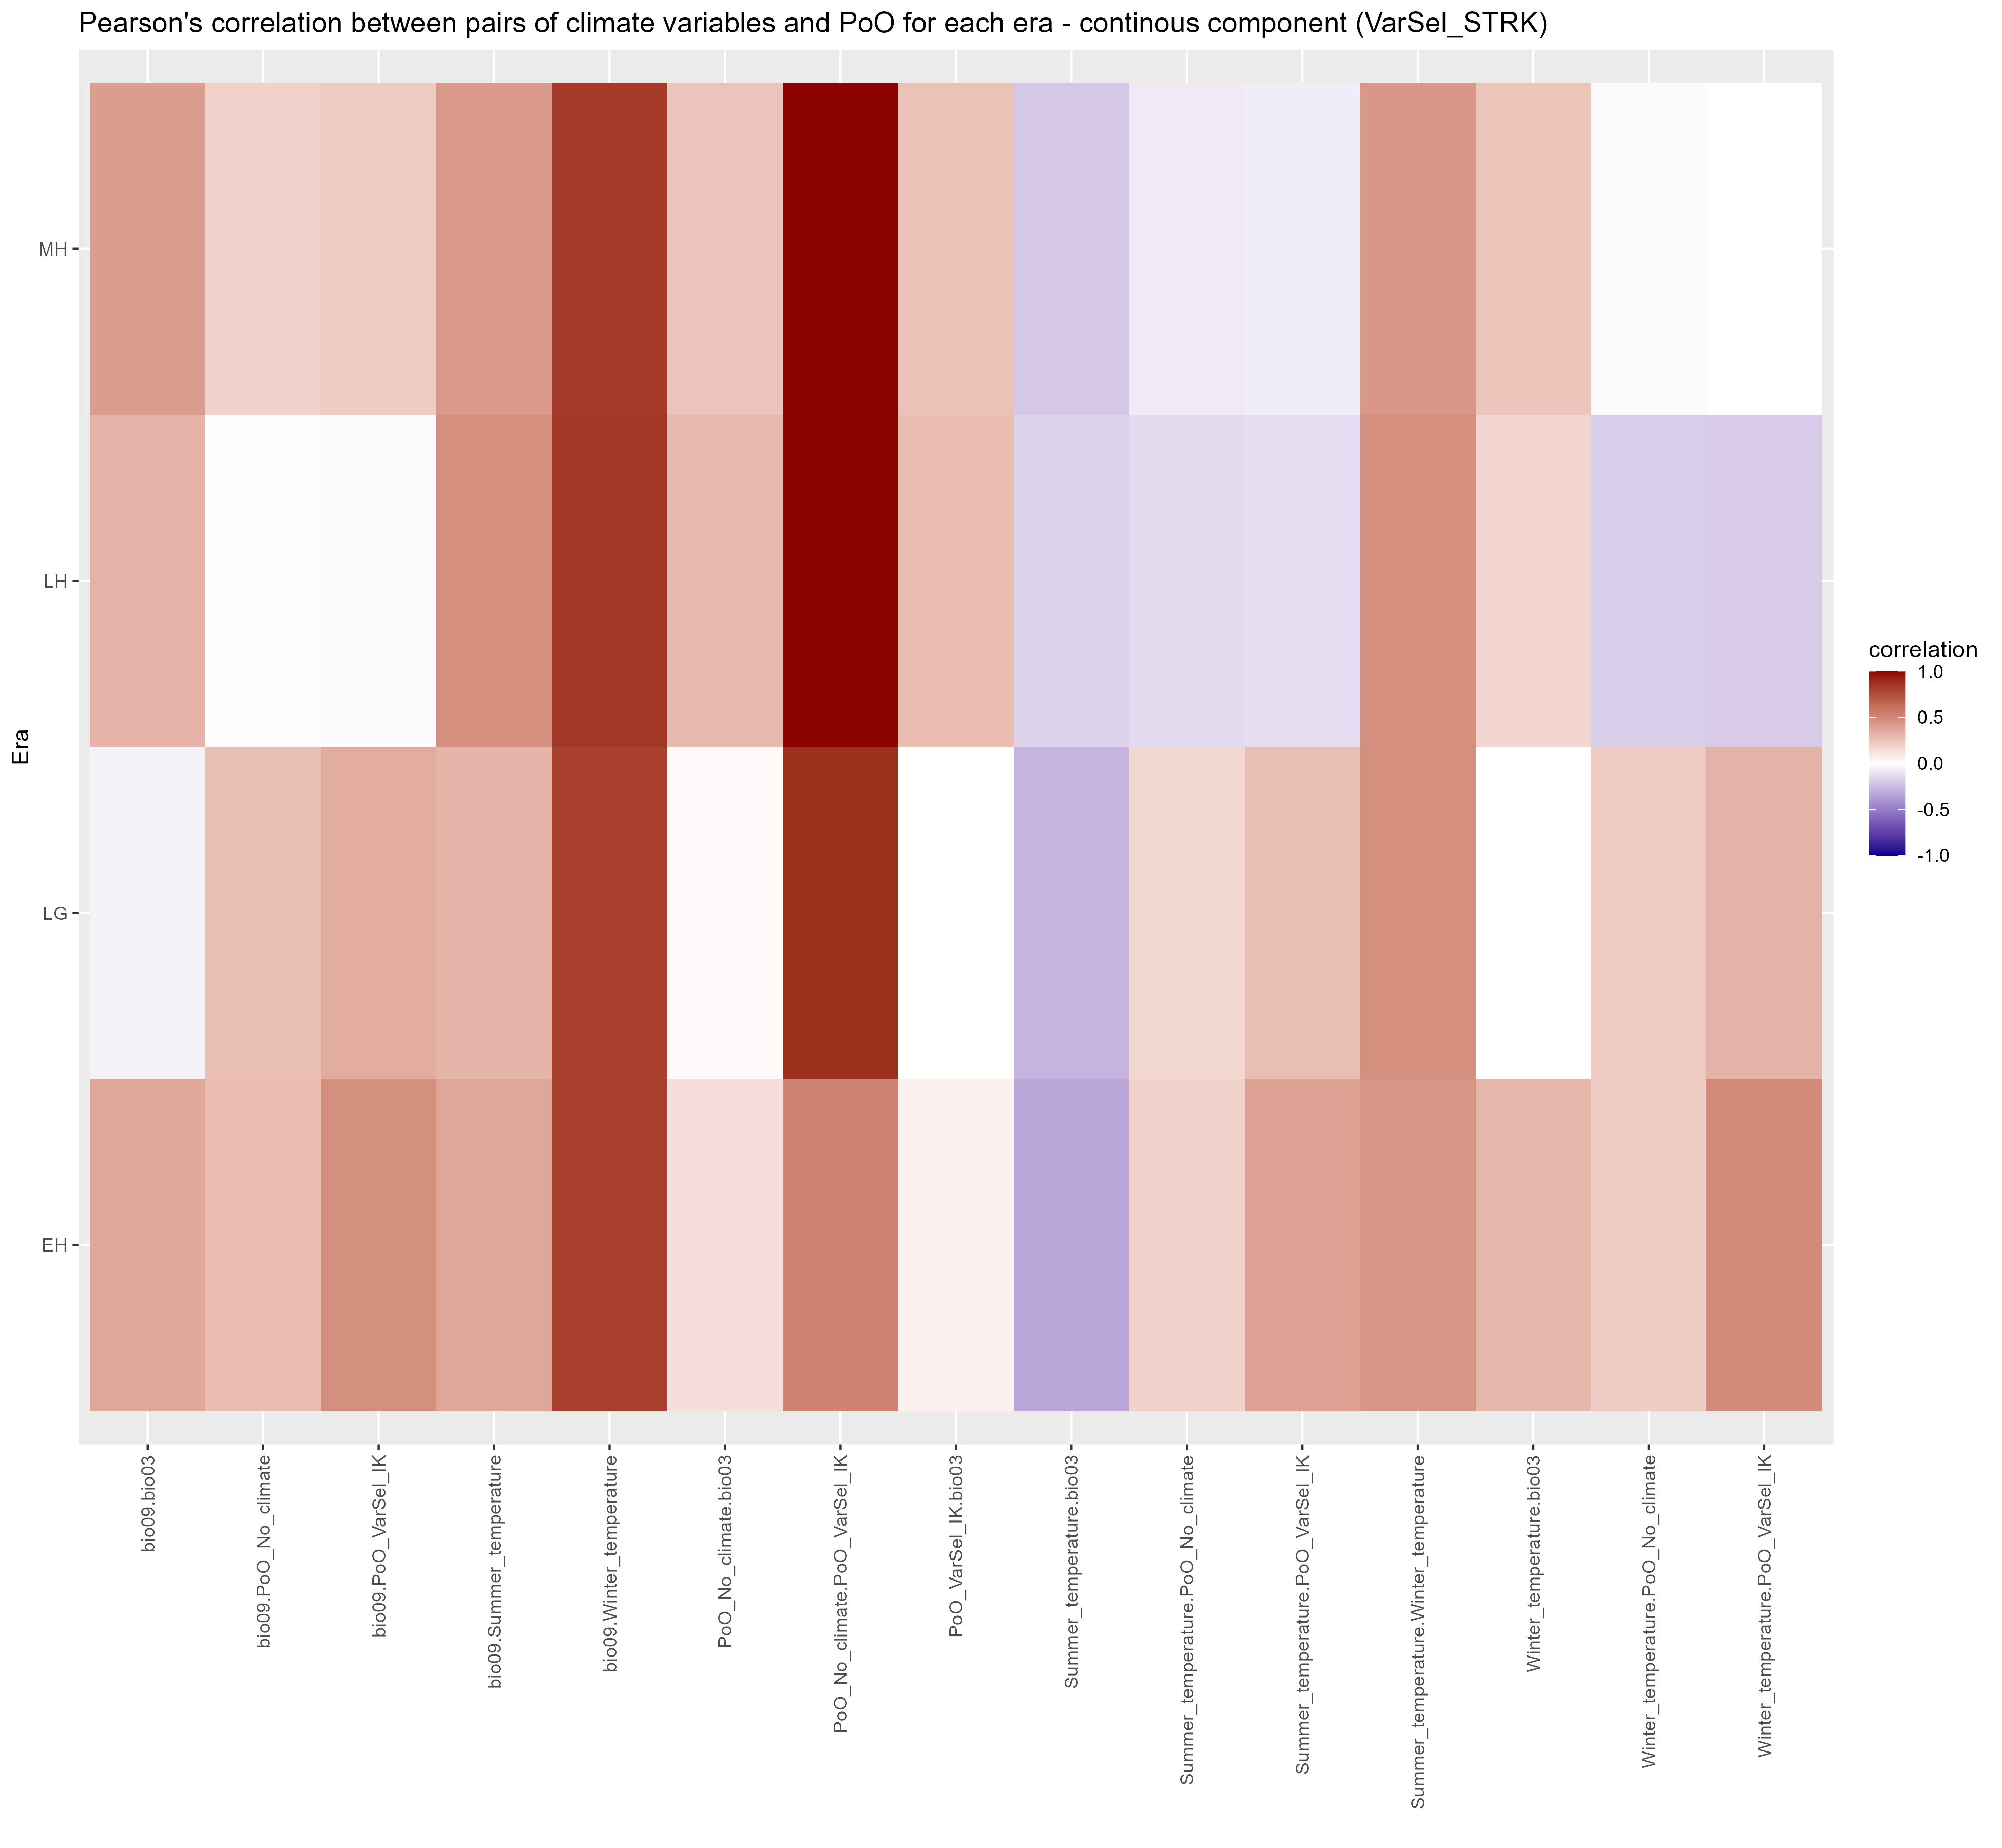 Pearson's correlation between pairs of climate variables and PoO for each era - continous component (VarSel_STRK)
Era
MH
LH
LG
EH
bio09.bio03
bio09.PoO_No_climate
bio09.PoO_VarSel_IK
bio09.Summer_temperature
bio09.Winter_temperature
PoO_No_climate.bio03
PoO_No_climate.PoO_VarSel_IK
PoO_VarSel_IK.bio03
Summer_temperature.bio03
Summer_temperature.PoO_No_climate
Summer_temperature.PoO_VarSel_IK
Summer_temperature.Winter_temperature
Winter_temperature.bio03
Winter_temperature.PoO_No_climate
Winter_temperature.PoO_VarSel_IK
correlation
1.0
0.5
0.0
-0.5
-1.0